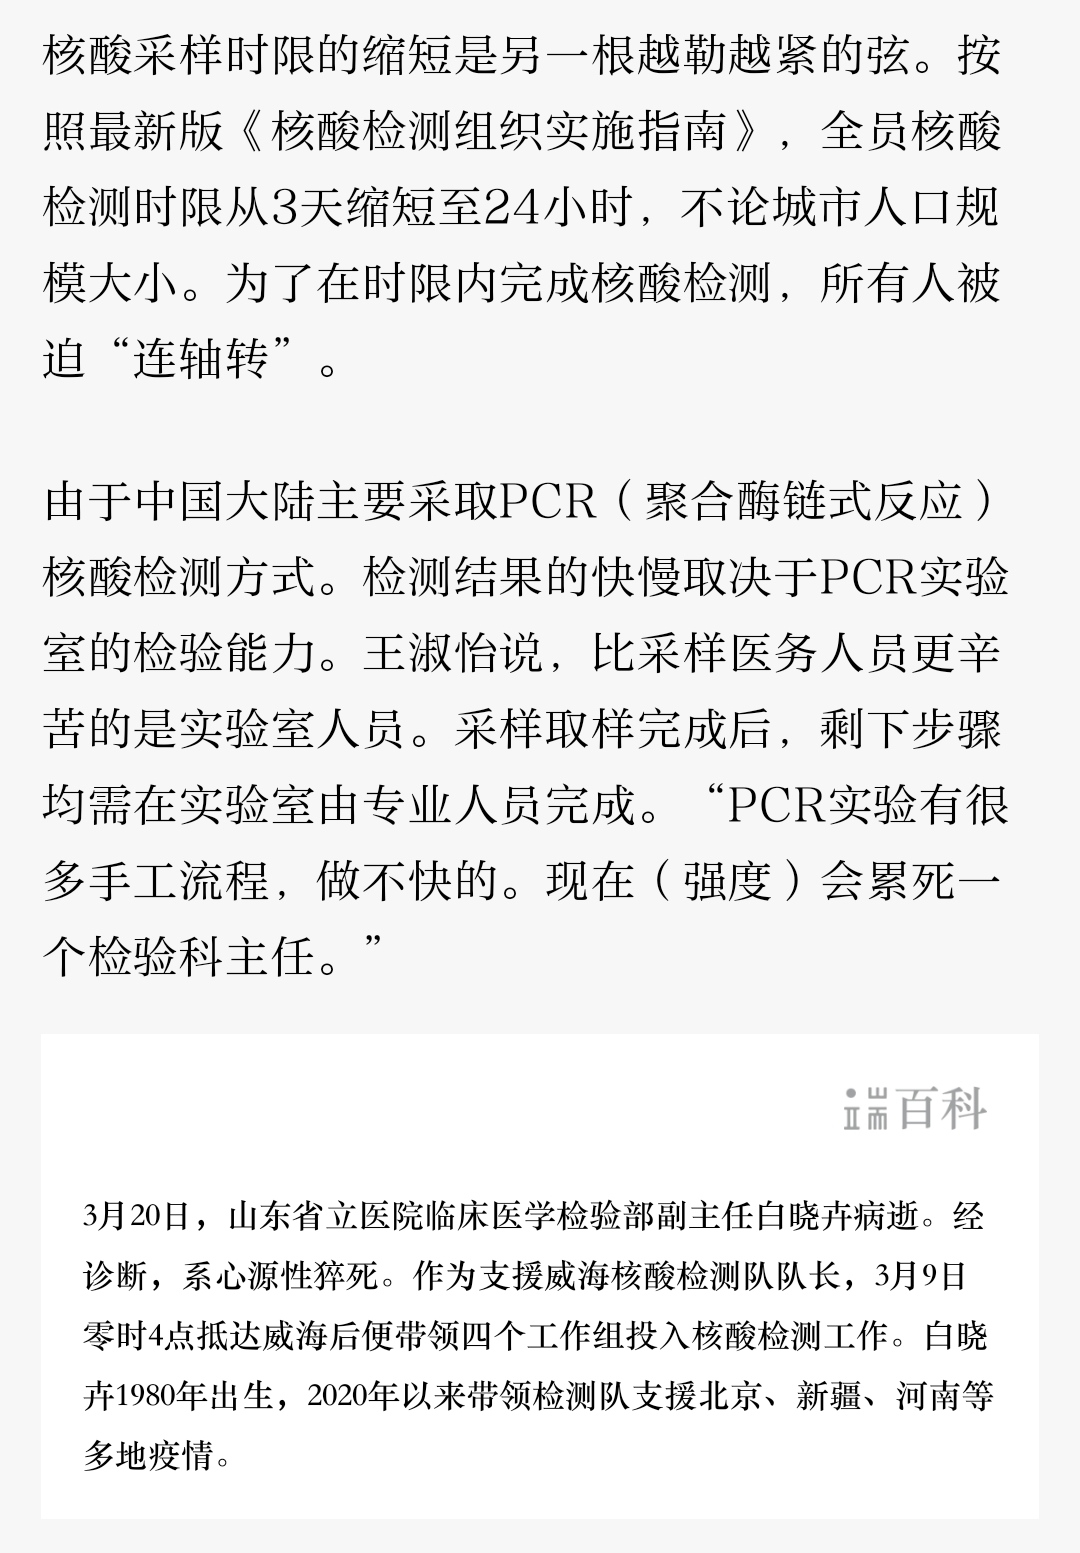 核酸采样时限的缩短是另一根越勒越紧的弦。按
照最新版《核酸检测组织实施指南》，全员核酸
检测时限从3天缩短至24小时，不论城市人口规
模大小。为了在时限内完成核酸检测，所有人被
迫“连轴转”。
由于中国大陆主要采取PCR（聚合酶链式反应）
核酸检测方式。检测结果的快慢取决于PCR实验
室的检验能力。王淑怡说，比采样医务人员更辛
苦的是实验室人员。采样取样完成后，剩下步骤
均需在实验室由专业人员完成。“PCR实验有很
多手工流程，做不快的。现在（强度）会累死一
个检验科主任。”
端百科
3月20日，山东省立医院临床医学检验部副主任白晓卉病逝。经
诊断，系心源性猝死。作为支援威海核酸检测队队长，3月9日
零时4点抵达威海后便带领四个工作组投入核酸检测工作。白晓
卉1980年出生，2020年以来带领检测队支援北京、新疆、河南等
多地疫情。